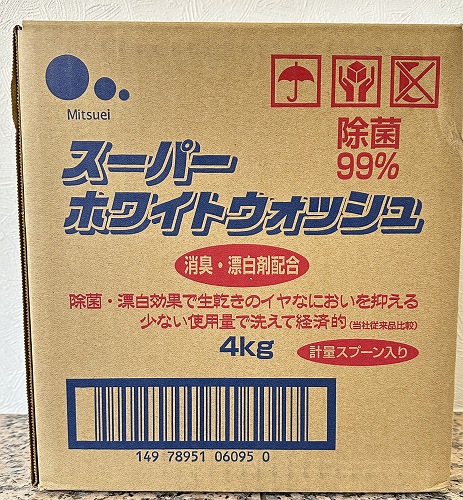 Mitsuei
除菌
99%
スーパー
ホワイトウォッシュ
消臭・漂白剤配合
除菌・漂白効果で生乾きのイヤなにおいを抑える
少ない使用量で洗えて経済的(当社従来品比較)
4kg
計量スプーン入り
149 78951 06095 0